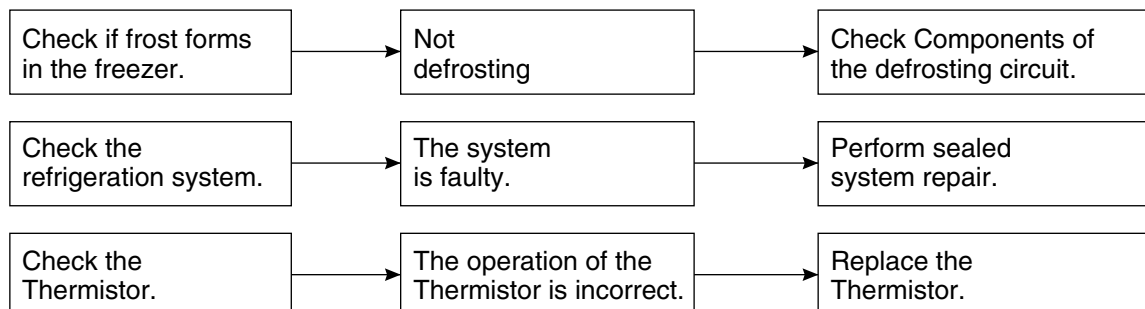 Check if frost forms
in the freezer.
Not
defrosting
Check Components of
the defrosting circuit.
Check the
refrigeration system.
The system
is faulty.
Perform sealed
system repair.
Check the
Thermistor.
The operation of the
Thermistor is incorrect.
Replace the
Thermistor.